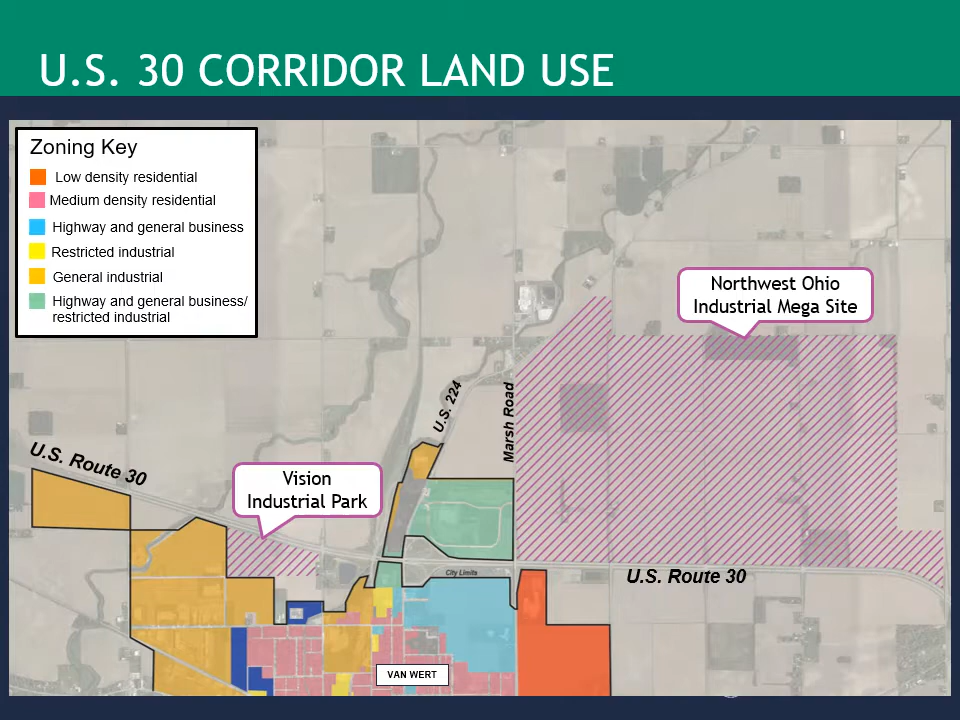 U.S. 30 CORRIDOR LAND USE
Zoning Key
Low density residential
Medium density residential
Highway and general business
Restricted industrial
General industrial
Highway and general business/
restricted industrial
Northwest Ohio
Industrial Mega Site
U.S. 224
Marsh Road
U.S. Route 30
Vision
Industrial Park
City Limits
U.S. Route 30
VAN WERT